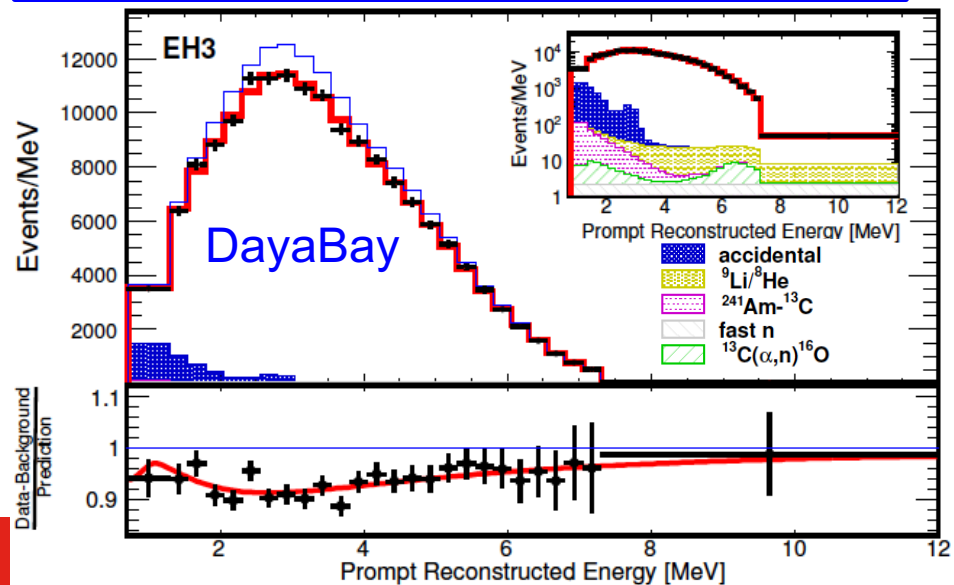 EH3
DayaBay
Events/MeV
12000
10000
8000
6000
4000
2000
Events/MeV
10⁴
10³
10²
10
1
2 4 6 8 10 12
Prompt Reconstructed Energy [MeV]
accidental
⁹Li/⁸He
²⁴¹Am-¹³C
fast n
¹³C(α,n)¹⁶O
Data-Background
Prediction
1.1
1
0.9
2 4 6 8 10 12
Prompt Reconstructed Energy [MeV]